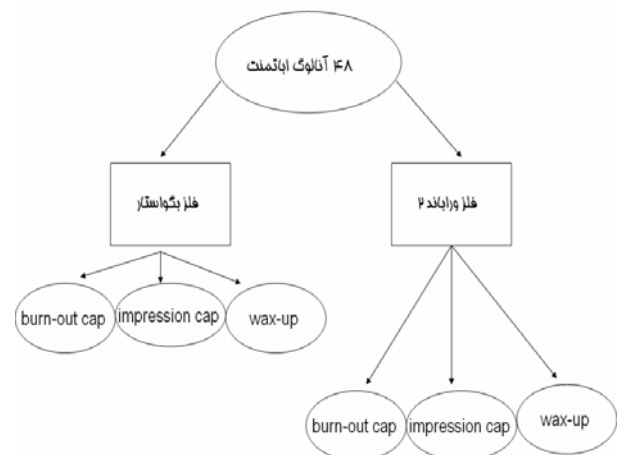 ۴۸ آنالوگ اباتمنت
فلز بگواستار
فلز وراباند ۲
burn-out cap
impression cap
wax-up
burn-out cap
impression cap
wax-up